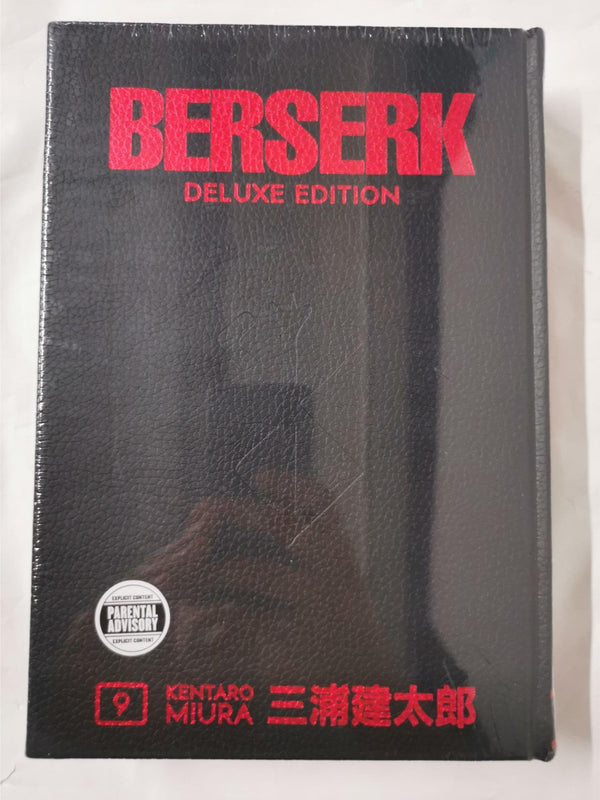 BERSERK
DELUXE EDITION
EXPLICIT CONTENT
PARENTAL
ADVISORY
EXPLICIT CONTENT
9
KENTARO
MIURA
三浦建太郎